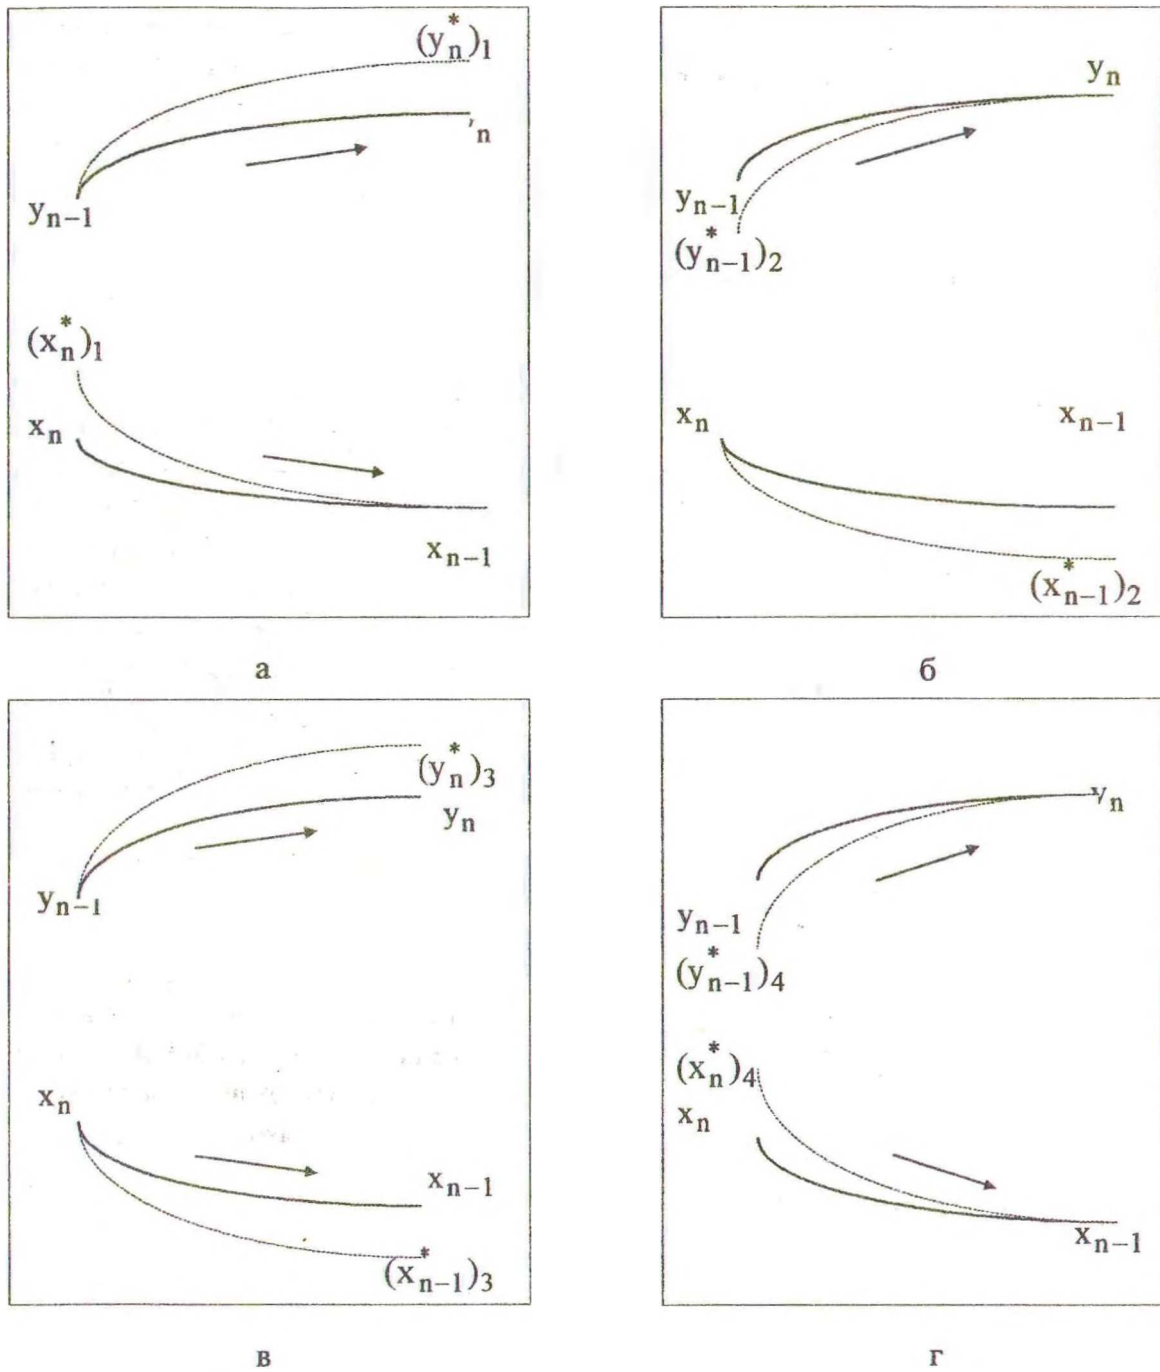 (y*n)1
'n
yn−1
(x*n)1
xn
xn−1
а
yn
yn−1
(y*n−1)2
xn
xn−1
(x*n−1)2
б
(y*n)3
yn
yn−1
xn
xn−1
(x*n−1)3
в
yn
yn−1
(y*n−1)4
(x*n)4
xn
xn−1
г